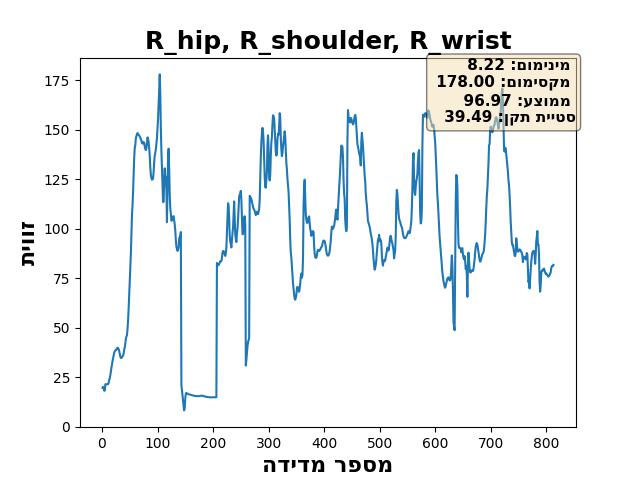 R_hip, R_shoulder, R_wrist
מינימום: 8.22
מקסימום: 178.00
ממוצע: 96.97
סטיית תקן: 39.49
175
150
125
100
75
50
25
0
זווית
0 100 200 300 400 500 600 700 800
מספר מדידה